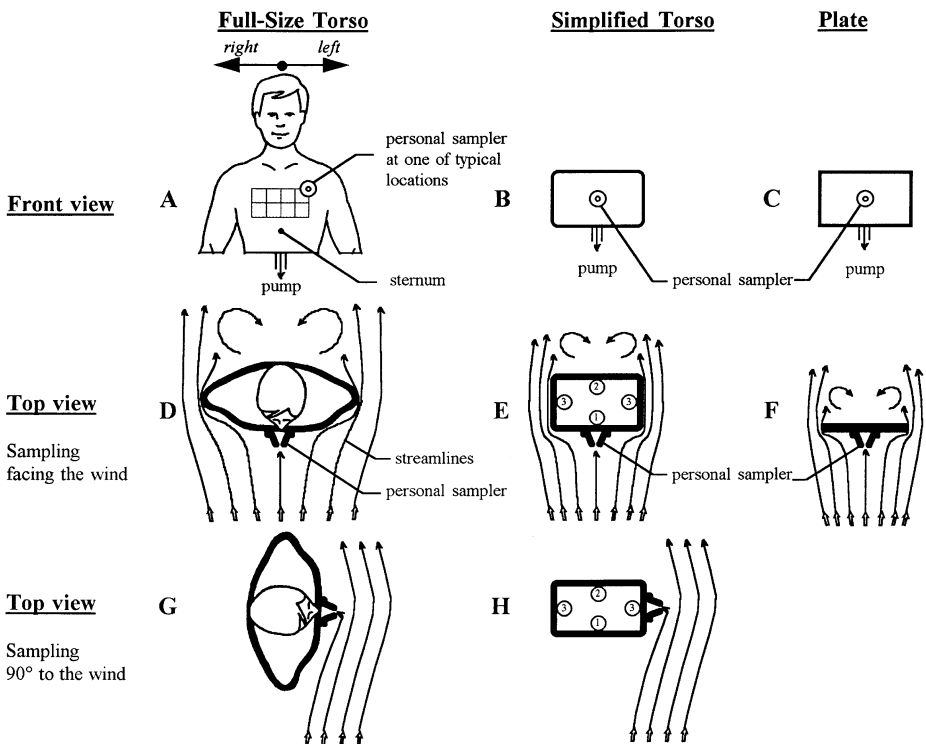 Full-Size Torso
Simplified Torso
Plate
right
left
personal sampler
at one of typical
locations
Front view
A
B
C
sternum
pump
pump
pump
personal sampler
Top view
Sampling
facing the wind
D
E
F
2
3
3
1
streamlines
personal sampler
personal sampler
Top view
Sampling
90° to the wind
G
H
2
3
3
1